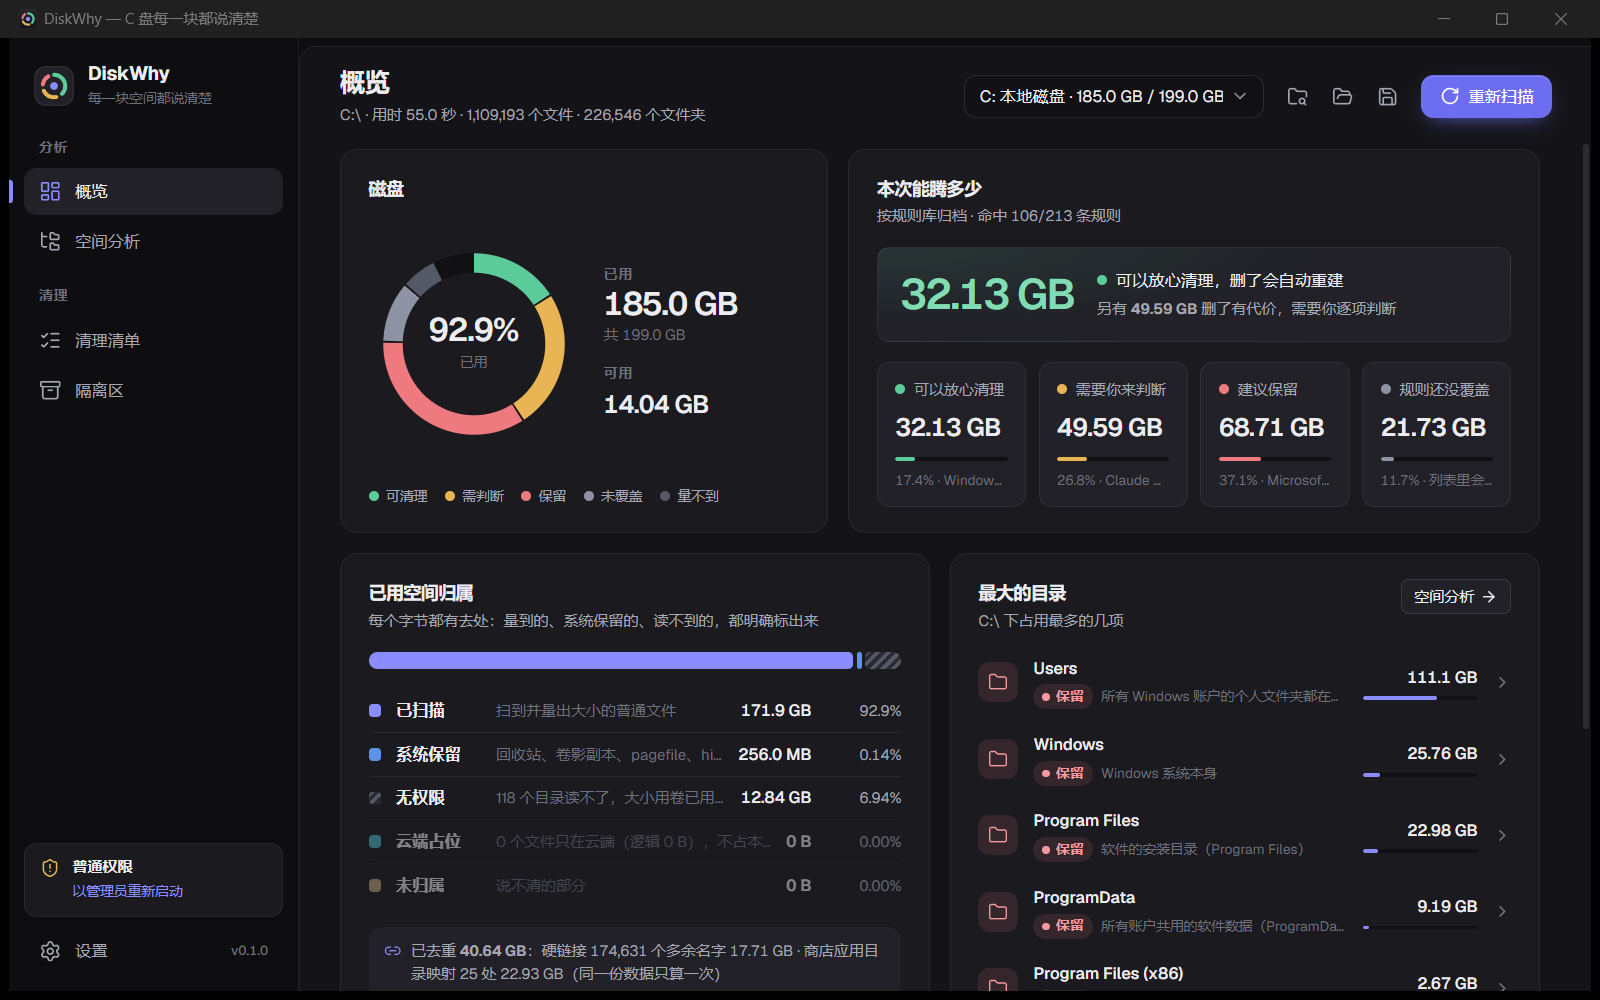 DiskWhy — C 盘每一块都说清楚
DiskWhy
每一块空间都说清楚
分析
概览
空间分析
清理
清理清单
隔离区
普通权限
以管理员重新启动
设置
v0.1.0
概览
C:\ · 用时 55.0 秒 · 1,109,193 个文件 · 226,546 个文件夹
C: 本地磁盘 · 185.0 GB / 199.0 GB
重新扫描
磁盘
92.9%
已用
已用
185.0 GB
共 199.0 GB
可用
14.04 GB
可清理
需判断
保留
未覆盖
量不到
本次能腾多少
按规则库归档 · 命中 106/213 条规则
32.13 GB
可以放心清理，删了会自动重建
另有 49.59 GB 删了有代价，需要你逐项判断
可以放心清理
32.13 GB
17.4% · Window...
需要你来判断
49.59 GB
26.8% · Claude ...
建议保留
68.71 GB
37.1% · Microsof...
规则还没覆盖
21.73 GB
11.7% · 列表里会...
已用空间归属
每个字节都有去处：量到的、系统保留的、读不到的，都明确标出来
已扫描 扫到并量出大小的普通文件 171.9 GB 92.9%
系统保留 回收站、卷影副本、pagefile、hi... 256.0 MB 0.14%
无权限 118 个目录读不了，大小用卷已用... 12.84 GB 6.94%
云端占位 0 个文件只在云端（逻辑 0 B），不占本... 0 B 0.00%
未归属 说不清的部分 0 B 0.00%
已去重 40.64 GB：硬链接 174,631 个多余名字 17.71 GB · 商店应用目
录映射 25 处 22.93 GB（同一份数据只算一次）
最大的目录
C:\ 下占用最多的几项
空间分析
Users
保留 所有 Windows 账户的个人文件夹都在...
111.1 GB
Windows
保留 Windows 系统本身
25.76 GB
Program Files
保留 软件的安装目录（Program Files）
22.98 GB
ProgramData
保留 所有账户共用的软件数据（ProgramDa...
9.19 GB
Program Files (x86)
2.67 GB